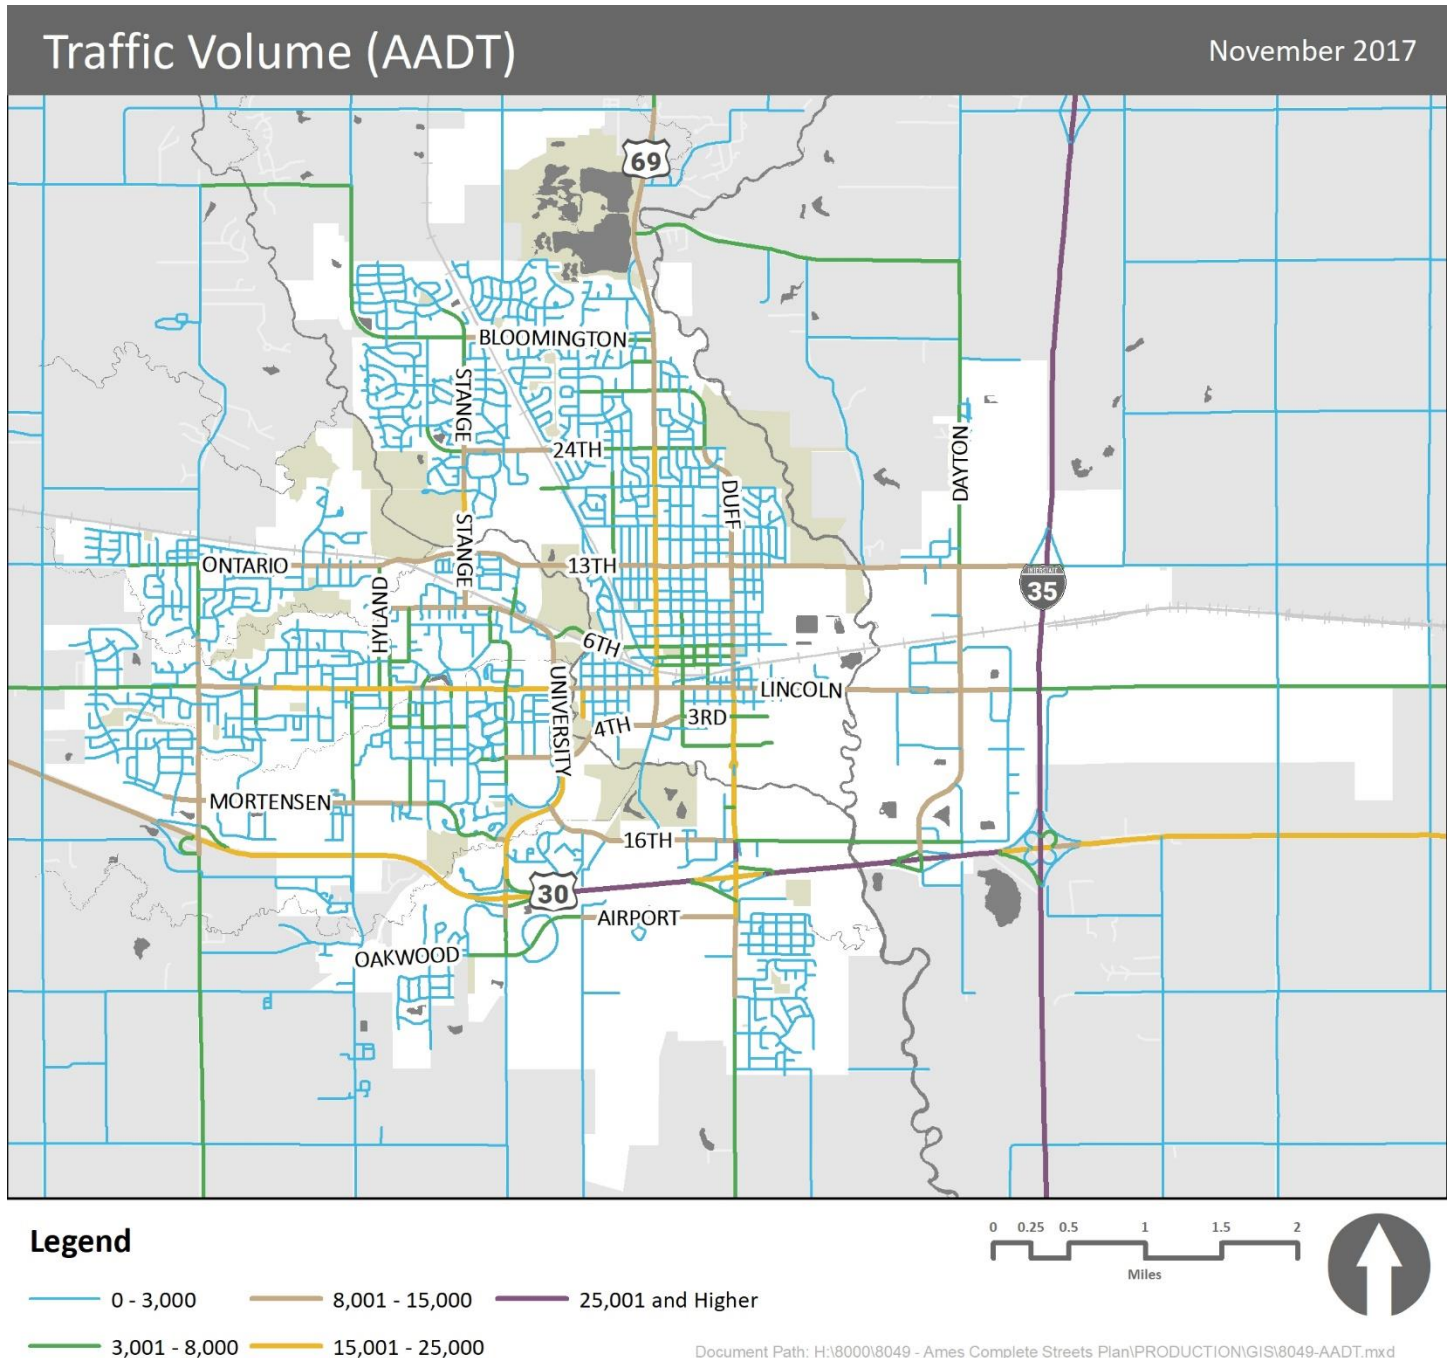 Traffic Volume (AADT)
November 2017
69
BLOOMINGTON
STANGE
24TH
DAYTON
DUFF
STANGE
ONTARIO
13TH
INTERSTATE
35
HYLAND
6TH
UNIVERSITY
LINCOLN
4TH
3RD
MORTENSEN
16TH
30
AIRPORT
OAKWOOD
Legend
0 0.25 0.5 1 1.5 2
Miles
0 - 3,000
8,001 - 15,000
25,001 and Higher
3,001 - 8,000
15,001 - 25,000
Document Path: H:\8000\8049 - Ames Complete Streets Plan\PRODUCTION\GIS\8049-AADT.mxd